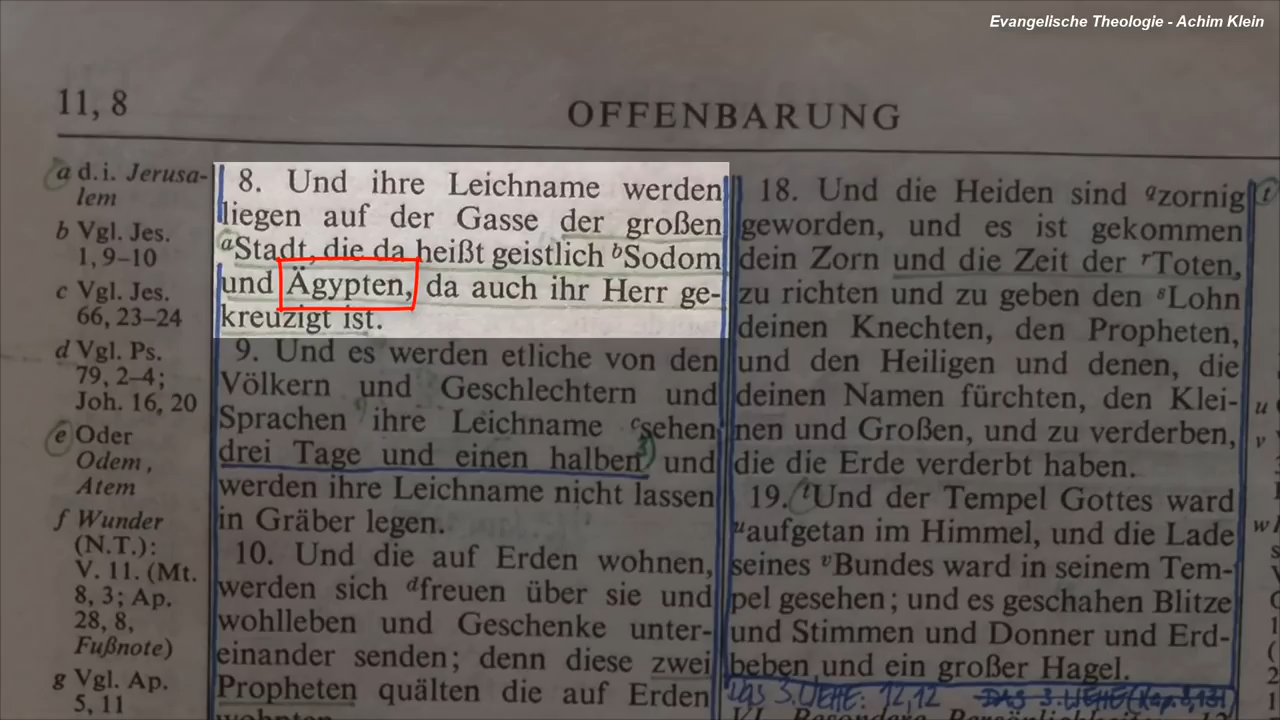 Evangelische Theologie - Achim Klein
11, 8
OFFENBARUNG
a d.i. Jerusa-
lem
b Vgl. Jes.
1, 9–10
c Vgl. Jes.
66, 23–24
d Vgl. Ps.
79, 2–4;
Joh. 16, 20
e Oder
Odem,
Atem
f Wunder
(N.T.):
V. 11. (Mt.
8, 3; Ap.
28, 8,
Fußnote)
g Vgl. Ap.
5, 11
8. Und ihre Leichname werden
liegen auf der Gasse der großen
aStadt, die da heißt geistlich bSodom
und Ägypten, da auch ihr Herr ge-
kreuzigt ist.
9. Und es werden etliche von den
Völkern und Geschlechtern und
Sprachen ihre Leichname csehen
drei Tage und einen halben und
werden ihre Leichname nicht lassen
in Gräber legen.
10. Und die auf Erden wohnen,
werden sich dfreuen über sie und
wohlleben und Geschenke unter-
einander senden; denn diese zwei
Propheten quälten die auf Erden
18. Und die Heiden sind qzornig
geworden, und es ist gekommen
dein Zorn und die Zeit der rToten,
zu richten und zu geben den sLohn
deinen Knechten, den Propheten,
und den Heiligen und denen, die
deinen Namen fürchten, den Klei-
nen und Großen, und zu verderben,
die die Erde verderbt haben.
19. tUnd der Tempel Gottes ward
uaufgetan im Himmel, und die Lade
seines vBundes ward in seinem Tem-
pel gesehen; und es geschahen Blitze
und Stimmen und Donner und Erd-
beben und ein großer Hagel.
DAS 3. WEHE: 12,12
t
u
v
w